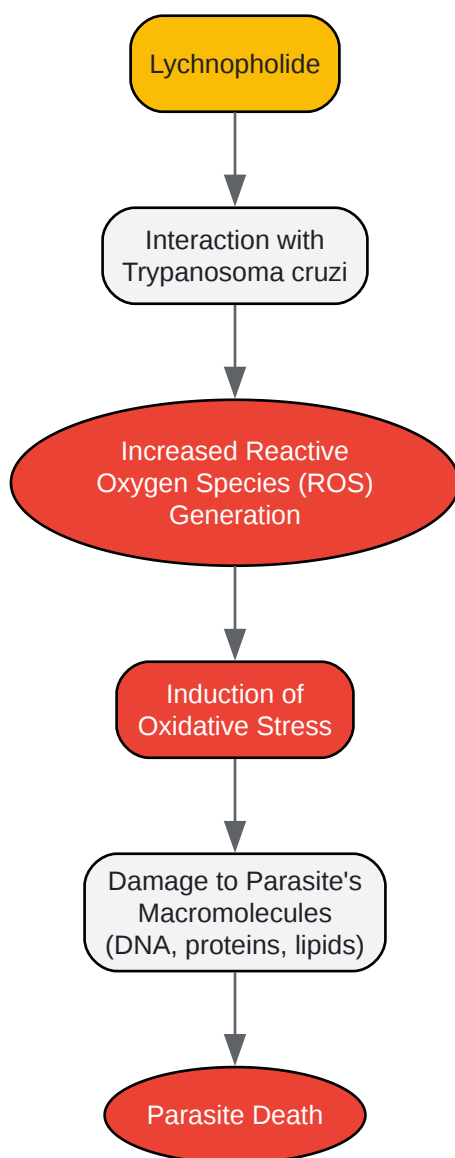 Lychnopholide
Interaction with
Trypanosoma cruzi
Increased Reactive
Oxygen Species (ROS)
Generation
Induction of
Oxidative Stress
Damage to Parasite's
Macromolecules
(DNA, proteins, lipids)
Parasite Death